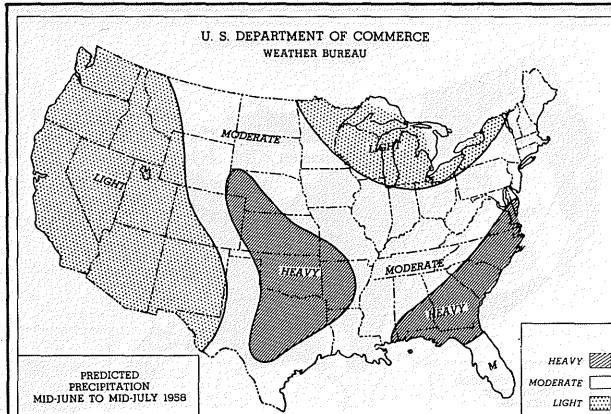 U. S. DEPARTMENT OF COMMERCE
WEATHER BUREAU
MODERATE
LIGHT
LIGHT
HEAVY
MODERATE
HEAVY
M
PREDICTED
PRECIPITATION
MID-JUNE TO MID-JULY 1958
HEAVY
MODERATE
LIGHT